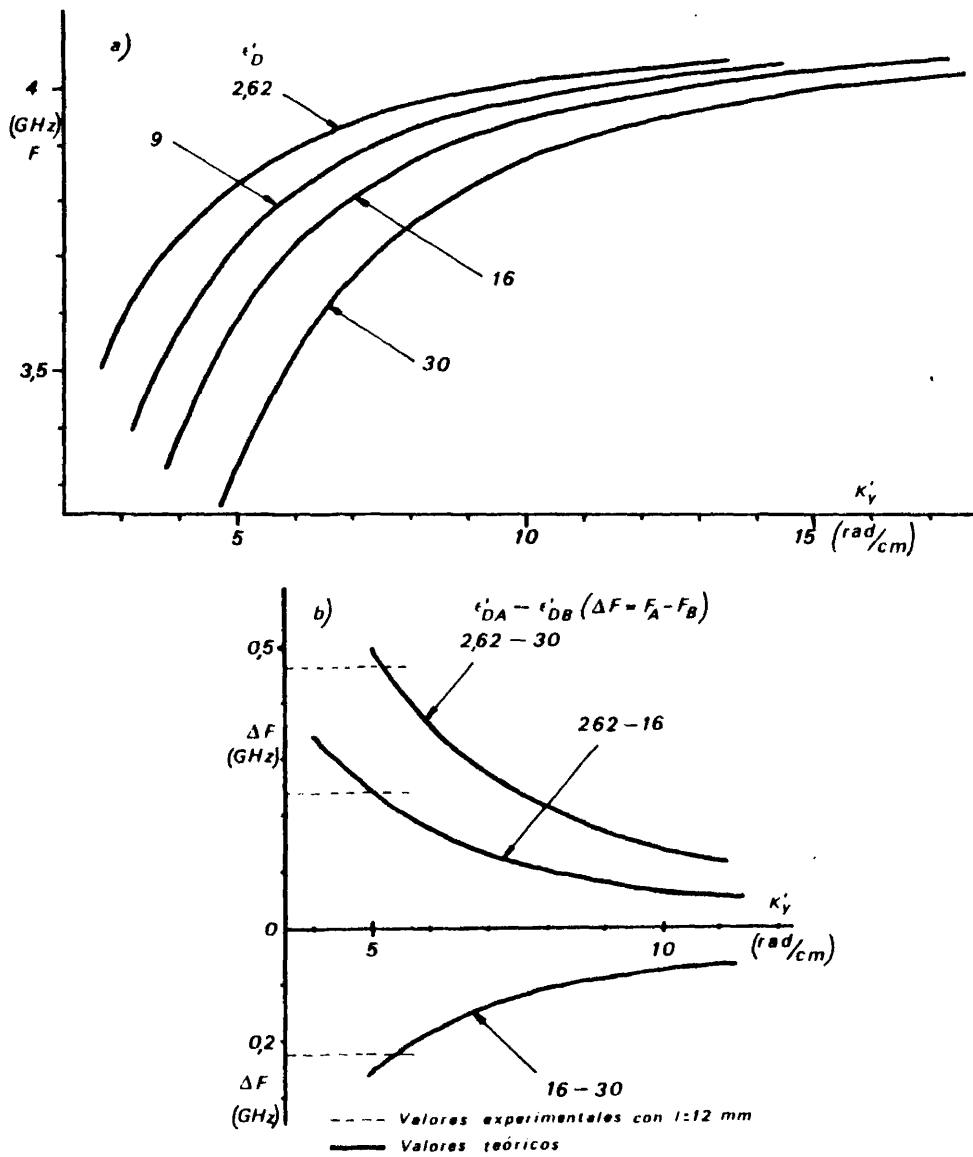 a)
ϵ'D
2,62
4
(GHz)
F
9
16
30
3,5
K'y
5
10
15
(rad/cm)
b)
ϵ'DA – ϵ'DB (ΔF = FA – FB)
2,62 – 30
0,5
262 – 16
ΔF
(GHz)
K'y
0
5
10
(rad/cm)
0,2
ΔF
(GHz)
16 – 30
Valores experimentales con l=12 mm
Valores teóricos